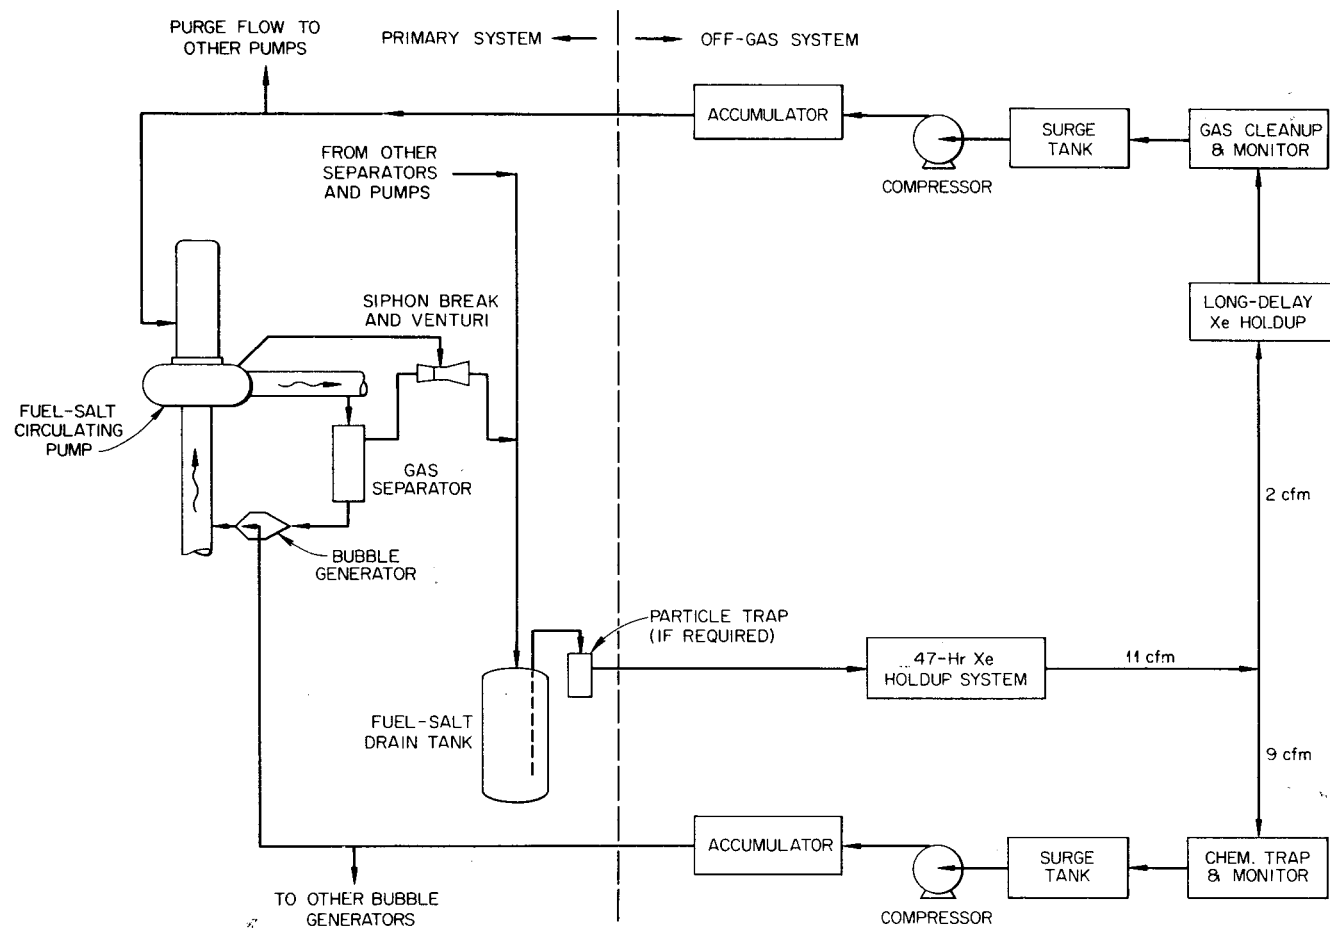 PURGE FLOW TO
OTHER PUMPS
PRIMARY SYSTEM
OFF-GAS SYSTEM
ACCUMULATOR
COMPRESSOR
SURGE
TANK
GAS CLEANUP
& MONITOR
FROM OTHER
SEPARATORS
AND PUMPS
SIPHON BREAK
AND VENTURI
LONG-DELAY
Xe HOLDUP
FUEL-SALT
CIRCULATING
PUMP
GAS
SEPARATOR
2 cfm
BUBBLE
GENERATOR
PARTICLE TRAP
(IF REQUIRED)
47-Hr Xe
HOLDUP SYSTEM
11 cfm
FUEL-SALT
DRAIN TANK
9 cfm
ACCUMULATOR
COMPRESSOR
SURGE
TANK
CHEM. TRAP
& MONITOR
TO OTHER BUBBLE
GENERATORS